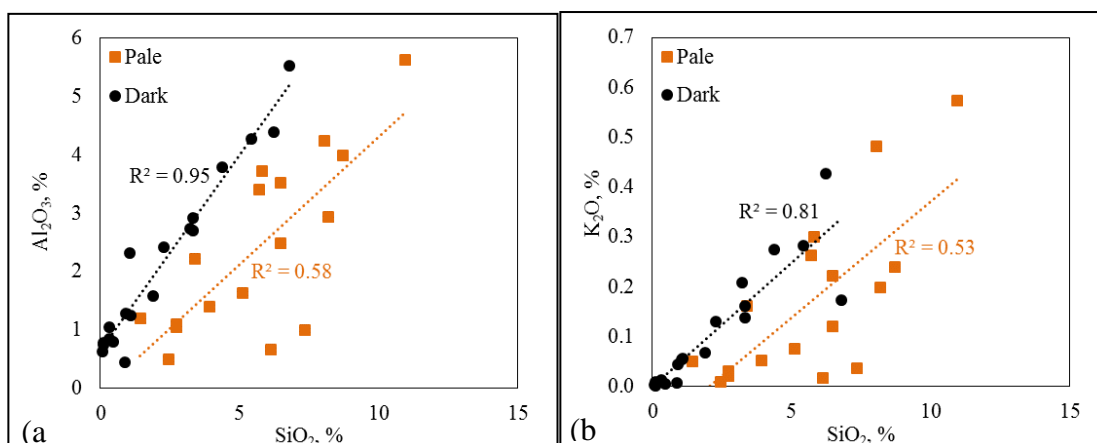 6
5
4
3
2
1
0
Al₂O₃, %
Pale
Dark
R² = 0.95
R² = 0.58
0 5 10 15
SiO₂, %
(a
0.7
0.6
0.5
0.4
0.3
0.2
0.1
0.0
K₂O, %
Pale
Dark
R² = 0.81
R² = 0.53
0 5 10 15
SiO₂, %
(b